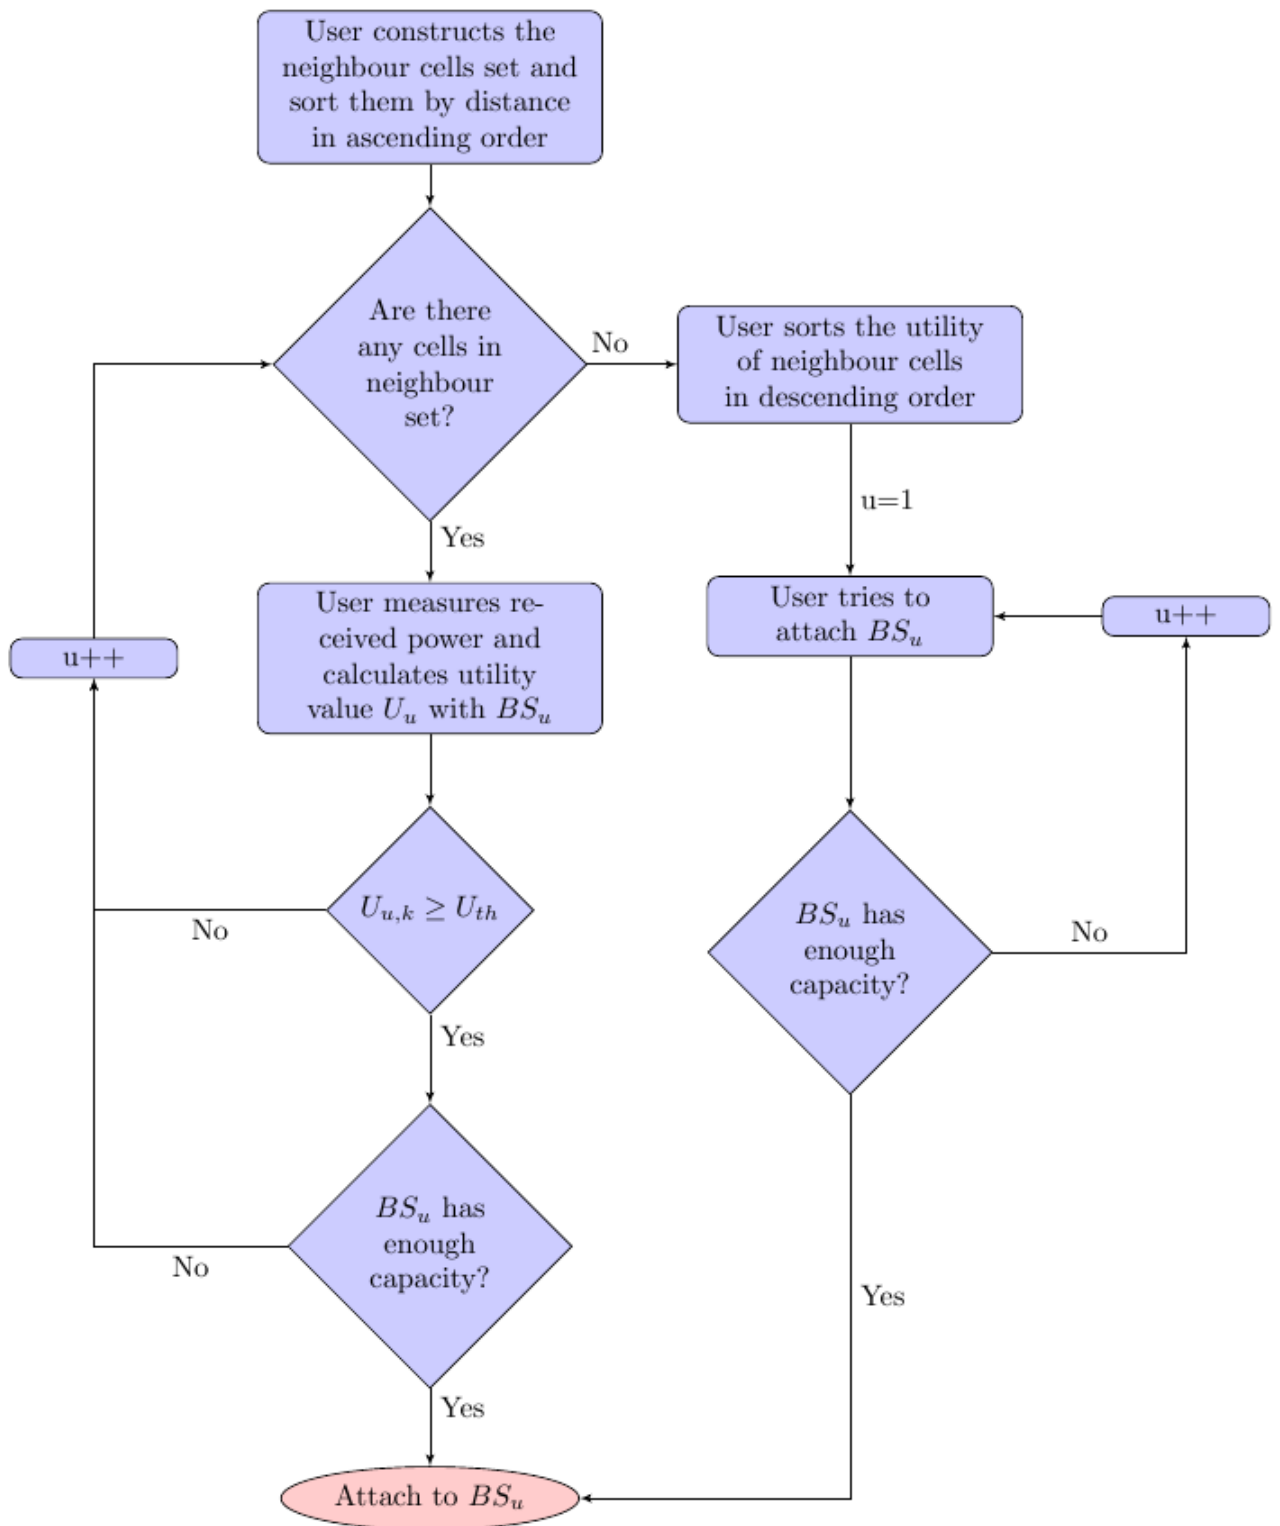 User constructs the
neighbour cells set and
sort them by distance
in ascending order
Are there
any cells in
neighbour
set?
No
User sorts the utility
of neighbour cells
in descending order
u=1
Yes
User measures re-
ceived power and
calculates utility
value $U_u$ with $BS_u$
u++
User tries to
attach $BS_u$
u++
$U_{u,k} \geq U_{th}$
No
Yes
$BS_u$ has
enough
capacity?
No
$BS_u$ has
enough
capacity?
No
Yes
Yes
Attach to $BS_u$